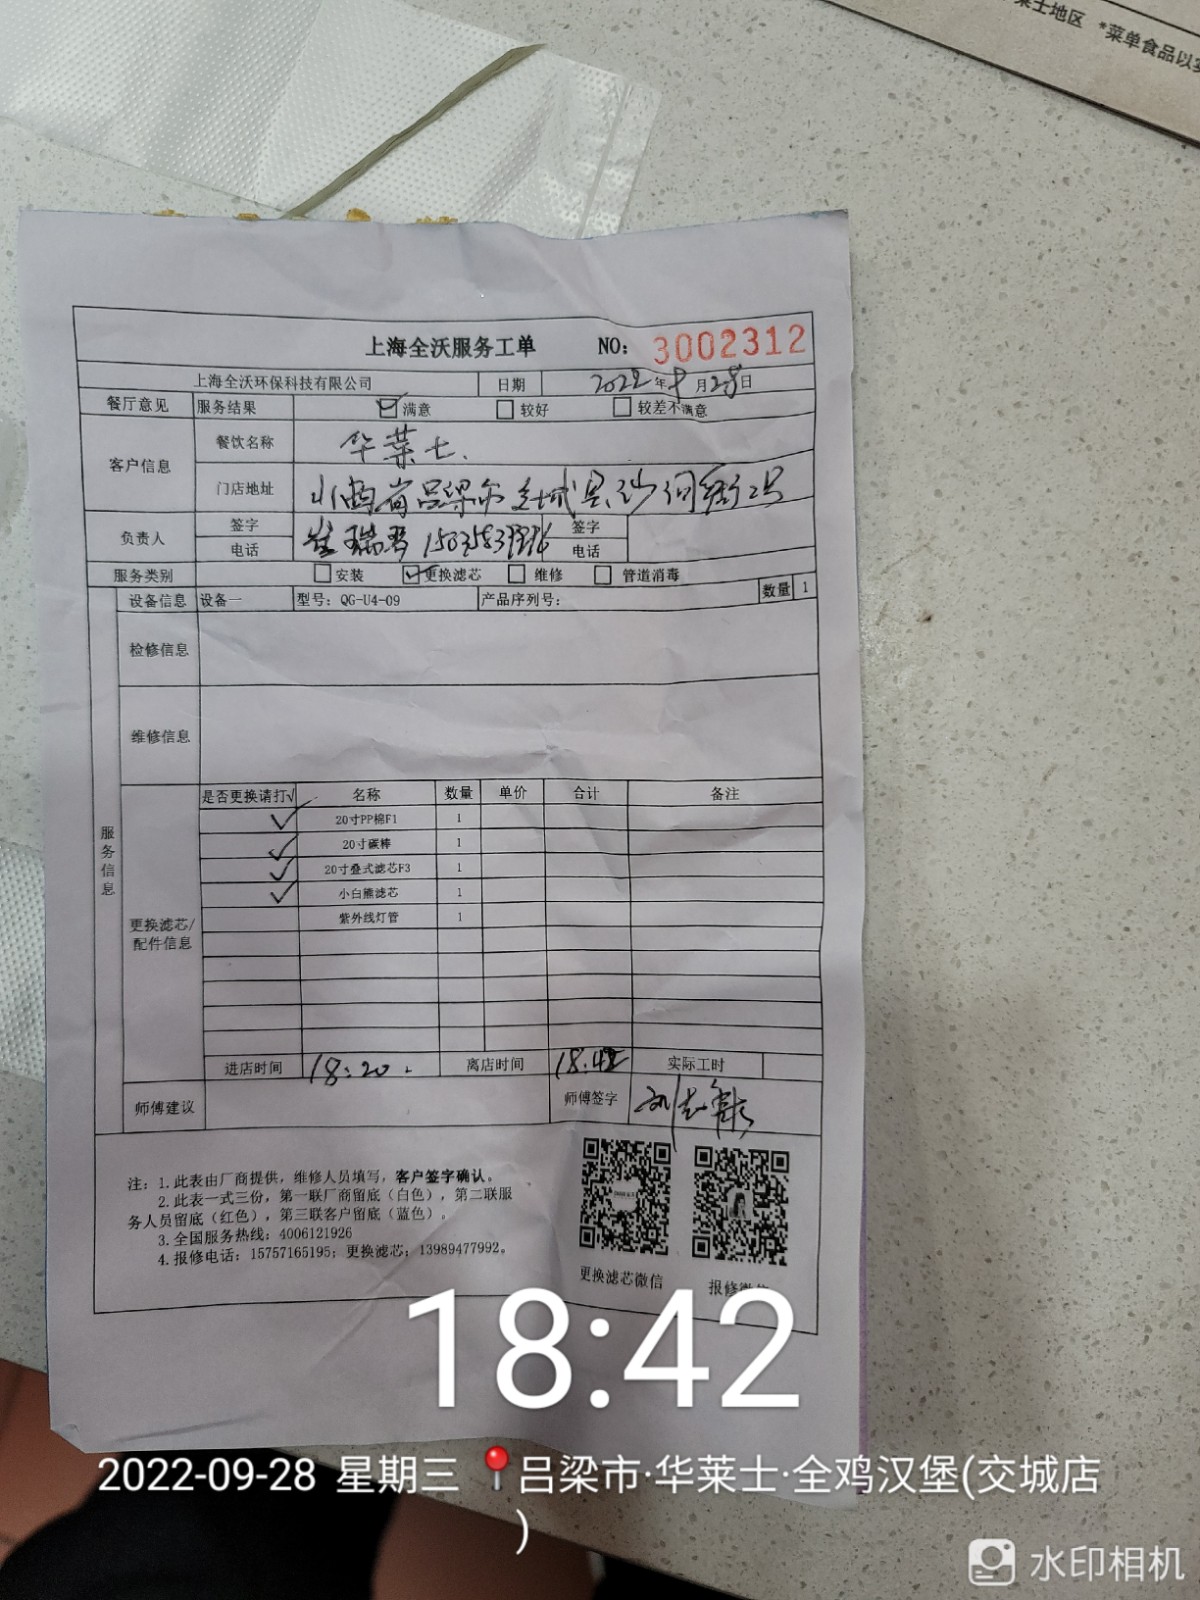 莱士地区 *菜单食品以实
上海全沃服务工单 NO: 3002312
上海全沃环保科技有限公司 日期 2022年9月28日
餐厅意见 服务结果 满意 较好 较差不满意
客户信息 餐饮名称 华莱士.
门店地址 山西省吕梁市交城县沙河街2号
负责人 签字 签字
电话 电话
服务类别 安装 更换滤芯 维修 管道消毒
设备信息 设备一 型号: QG-U4-09 产品序列号: 数量 1
检修信息
维修信息
服务信息
是否更换请打√ 名称 数量 单价 合计 备注
20寸PP棉F1 1
20寸碳棒 1
20寸叠式滤芯F3 1
小白熊滤芯 1
紫外线灯管 1
更换滤芯/
配件信息
进店时间 18:20. 离店时间 18.42 实际工时
师傅建议 师傅签字
注: 1.此表由厂商提供, 维修人员填写, 客户签字确认。
2.此表一式三份, 第一联厂商留底(白色), 第二联服
务人员留底(红色), 第三联客户留底(蓝色)。
3.全国服务热线: 4006121926
4.报修电话: 15757165195; 更换滤芯: 13989477992。
更换滤芯微信 报修微信
18:42
2022-09-28 星期三 吕梁市·华莱士·全鸡汉堡(交城店
)
水印相机